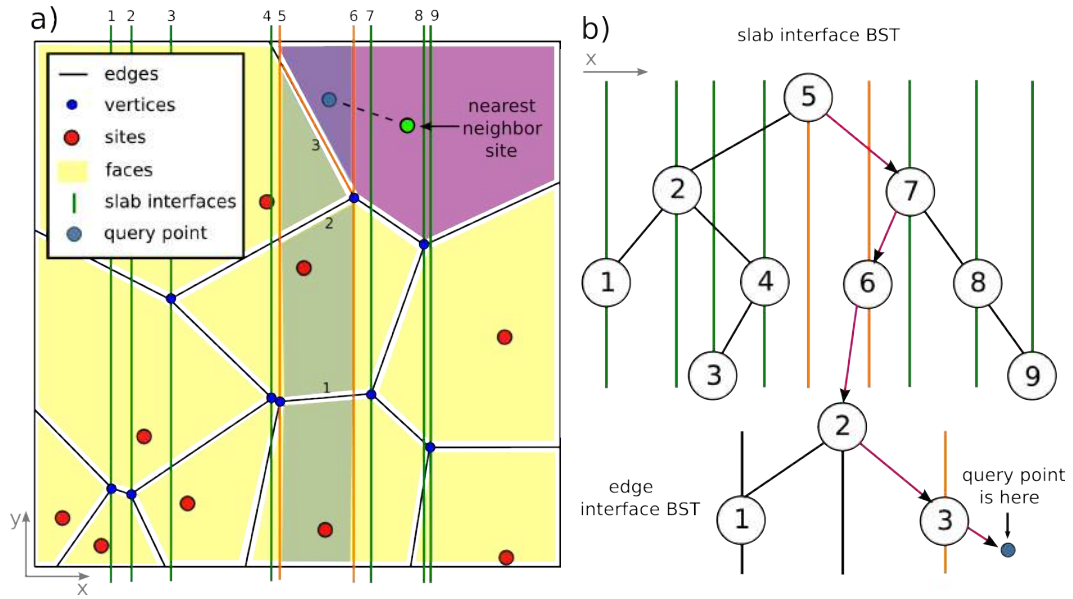 a)
1 2 3 4 5 6 7 8 9
edges
vertices
sites
faces
slab interfaces
query point
nearest
neighbor
site
3
2
1
y
x
b)
slab interface BST
x
5
2
7
1
4
6
8
3
9
2
edge
interface BST
1
3
query point
is here